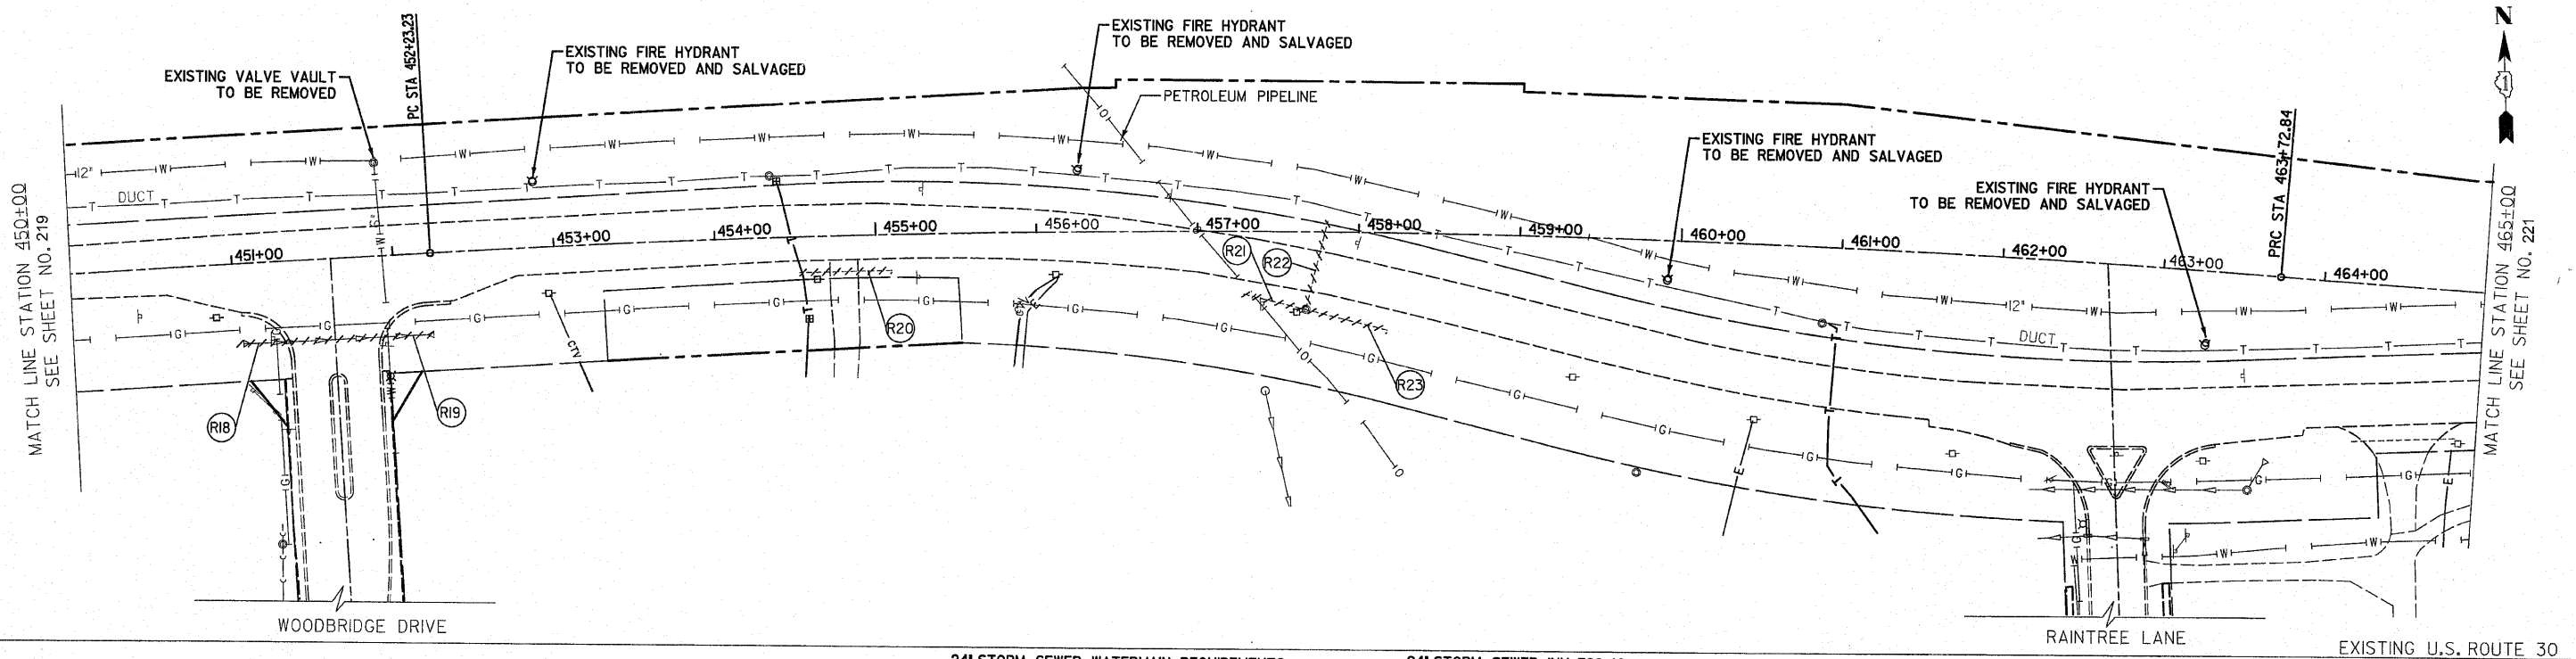 EXISTING FIRE HYDRANT
TO BE REMOVED AND SALVAGED
EXISTING FIRE HYDRANT
TO BE REMOVED AND SALVAGED
EXISTING VALVE VAULT
TO BE REMOVED
PC STA 452+23.23
PETROLEUM PIPELINE
EXISTING FIRE HYDRANT
TO BE REMOVED AND SALVAGED
EXISTING FIRE HYDRANT
TO BE REMOVED AND SALVAGED
PRC STA 463+72.84
N
1
MATCH LINE STATION 450±00
SEE SHEET NO. 219
12"
DUCT
6"
451+00
453+00
454+00
455+00
456+00
457+00
458+00
459+00
460+00
461+00
462+00
463+00
464+00
R18
R19
CTV
R20
R21
R22
R23
12"
DUCT
MATCH LINE STATION 465±00
SEE SHEET NO. 221
WOODBRIDGE DRIVE
RAINTREE LANE
EXISTING U.S. ROUTE 30